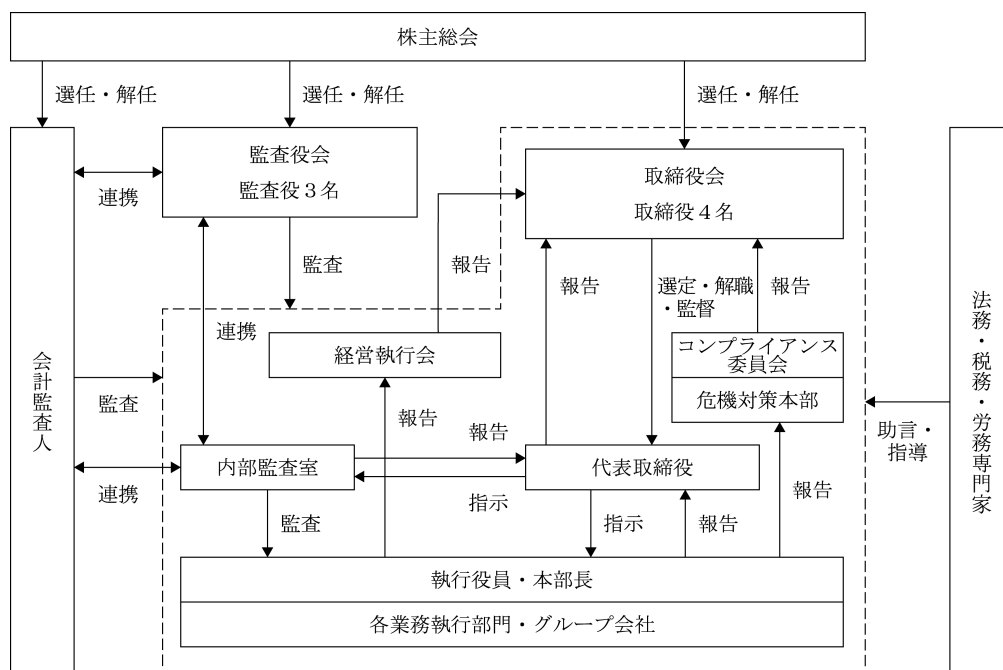 株主総会
選任・解任
選任・解任
選任・解任
監査役会
監査役３名
取締役会
取締役４名
連携
監査
報告
報告
選定・解職
・監督
報告
連携
経営執行会
コンプライアンス
委員会
危機対策本部
会計監査人
監査
法務・税務・労務専門家
助言・
指導
報告
報告
内部監査室
代表取締役
連携
指示
報告
監査
指示
報告
執行役員・本部長
各業務執行部門・グループ会社